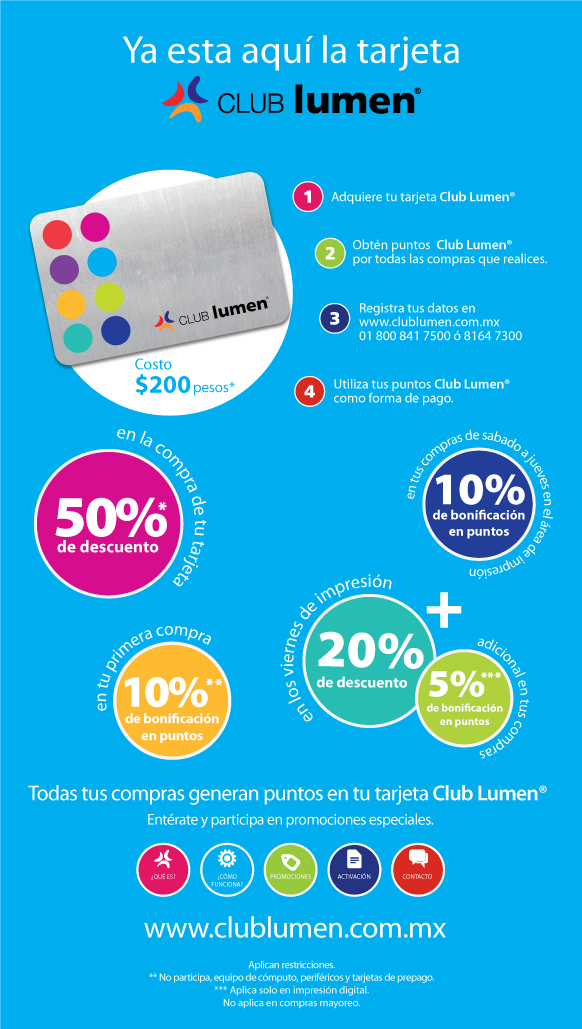 Ya esta aquí la tarjeta
CLUB lumen®
1 Adquiere tu tarjeta Club Lumen®
2 Obtén puntos Club Lumen®
por todas las compras que realices.
CLUB lumen®
3 Registra tus datos en
www.clublumen.com.mx
01 800 841 7500 ó 8164 7300
Costo
$200 pesos*
4 Utiliza tus puntos Club Lumen®
como forma de pago.
en la compra de tu tarjeta
50%*
de descuento
en tus compras de sabado a jueves en el área de impresión
10%
de bonificación
en puntos
en tu primera compra
10%**
de bonificación
en puntos
en los viernes de impresión
20%
de descuento
+
adicional en tus compras
5%***
de bonificación
en puntos
Todas tus compras generan puntos en tu tarjeta Club Lumen®
Entérate y participa en promociones especiales.
¿QUÉ ES?
¿CÓMO
FUNCIONA?
PROMOCIONES
ACTIVACIÓN
CONTACTO
www.clublumen.com.mx
Aplican restricciones.
** No participa, equipo de cómputo, periféricos y tarjetas de prepago.
*** Aplica solo en impresión digital.
No aplica en compras mayoreo.